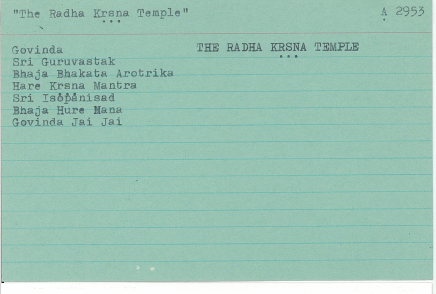 "The Radha Krsna Temple"
A 2953
THE RADHA KRSNA TEMPLE
Govinda
Sri Guruvastak
Bhaja Bhakata Arotrika
Hare Krsna Mantra
Sri Isopanisad
Bhaja Hure Mana
Govinda Jai Jai